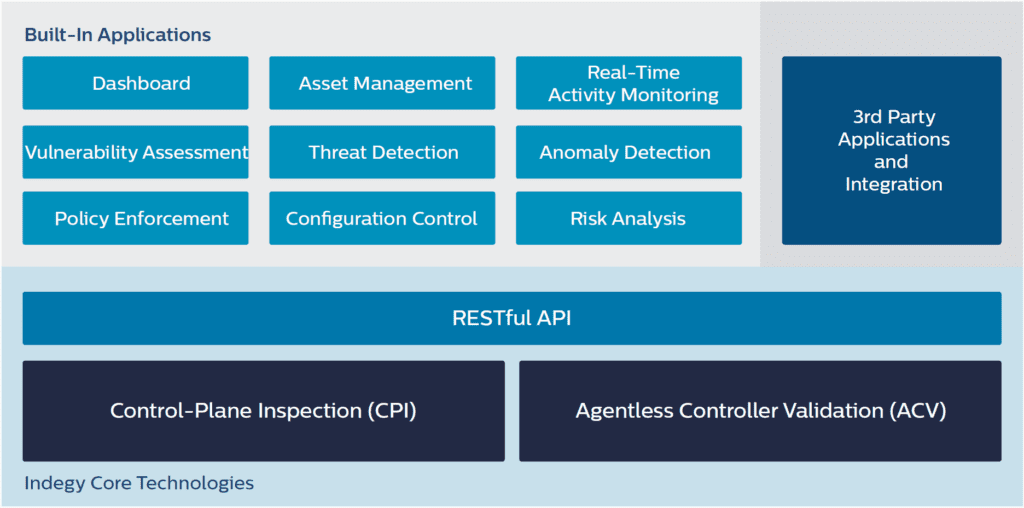 Built-In Applications
Dashboard
Asset Management
Real-Time
Activity Monitoring
Vulnerability Assessment
Threat Detection
Anomaly Detection
Policy Enforcement
Configuration Control
Risk Analysis
3rd Party
Applications
and
Integration
RESTful API
Control-Plane Inspection (CPI)
Agentless Controller Validation (ACV)
Indegy Core Technologies